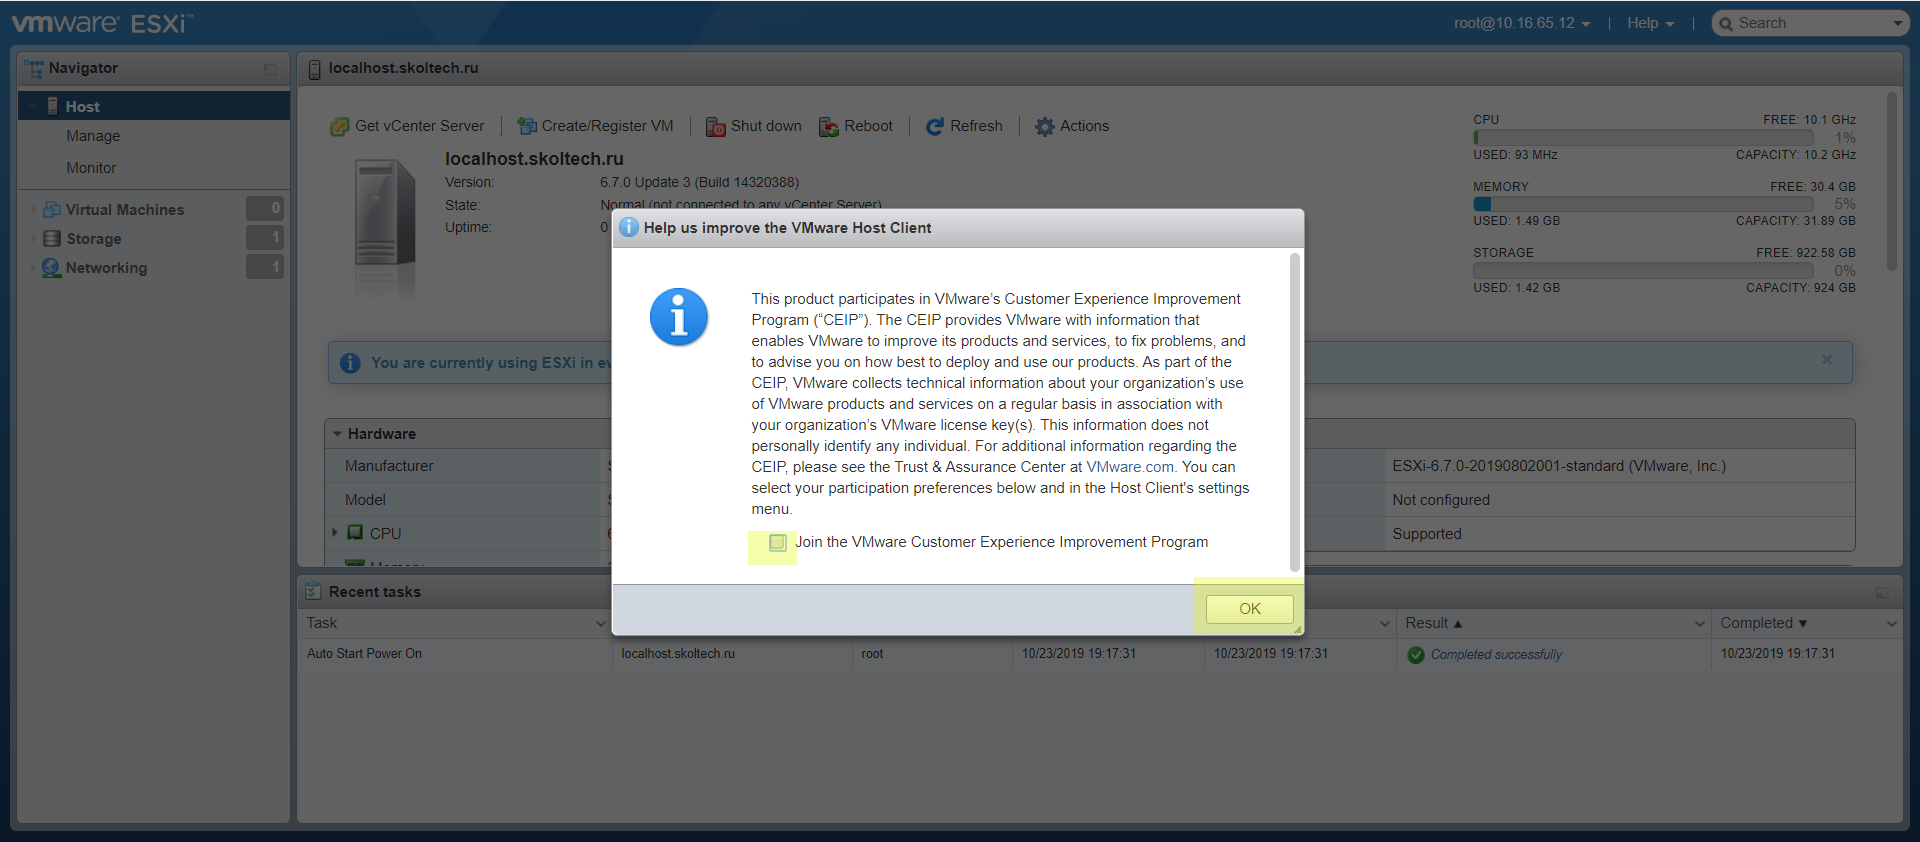 vmware ESXi™
root@10.16.65.12
Help
Search
Navigator
Host
Manage
Monitor
Virtual Machines 0
Storage 1
Networking 1
localhost.skoltech.ru
Get vCenter Server
Create/Register VM
Shut down
Reboot
Refresh
Actions
localhost.skoltech.ru
Version: 6.7.0 Update 3 (Build 14320388)
State: Normal (not connected to any vCenter Server)
Uptime: 0
CPU FREE: 10.1 GHz
1%
USED: 93 MHz CAPACITY: 10.2 GHz
MEMORY FREE: 30.4 GB
5%
USED: 1.49 GB CAPACITY: 31.89 GB
STORAGE FREE: 922.58 GB
0%
USED: 1.42 GB CAPACITY: 924 GB
You are currently using ESXi in
Hardware
Manufacturer
Model
CPU
Memory
ESXi-6.7.0-20190802001-standard (VMware, Inc.)
Not configured
Supported
Help us improve the VMware Host Client
This product participates in VMware’s Customer Experience Improvement
Program (“CEIP”). The CEIP provides VMware with information that
enables VMware to improve its products and services, to fix problems, and
to advise you on how best to deploy and use our products. As part of the
CEIP, VMware collects technical information about your organization’s use
of VMware products and services on a regular basis in association with
your organization’s VMware license key(s). This information does not
personally identify any individual. For additional information regarding the
CEIP, please see the Trust & Assurance Center at VMware.com. You can
select your participation preferences below and in the Host Client's settings
menu.
Join the VMware Customer Experience Improvement Program
OK
Recent tasks
Task Result ▲ Completed ▼
Auto Start Power On localhost.skoltech.ru root 10/23/2019 19:17:31 10/23/2019 19:17:31 Completed successfully 10/23/2019 19:17:31